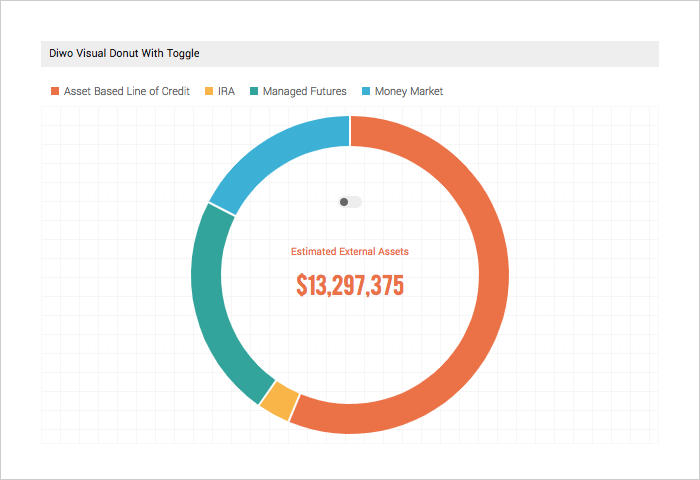 Diwo Visual Donut With Toggle
Asset Based Line of Credit IRA Managed Futures Money Market
Estimated External Assets
$13,297,375